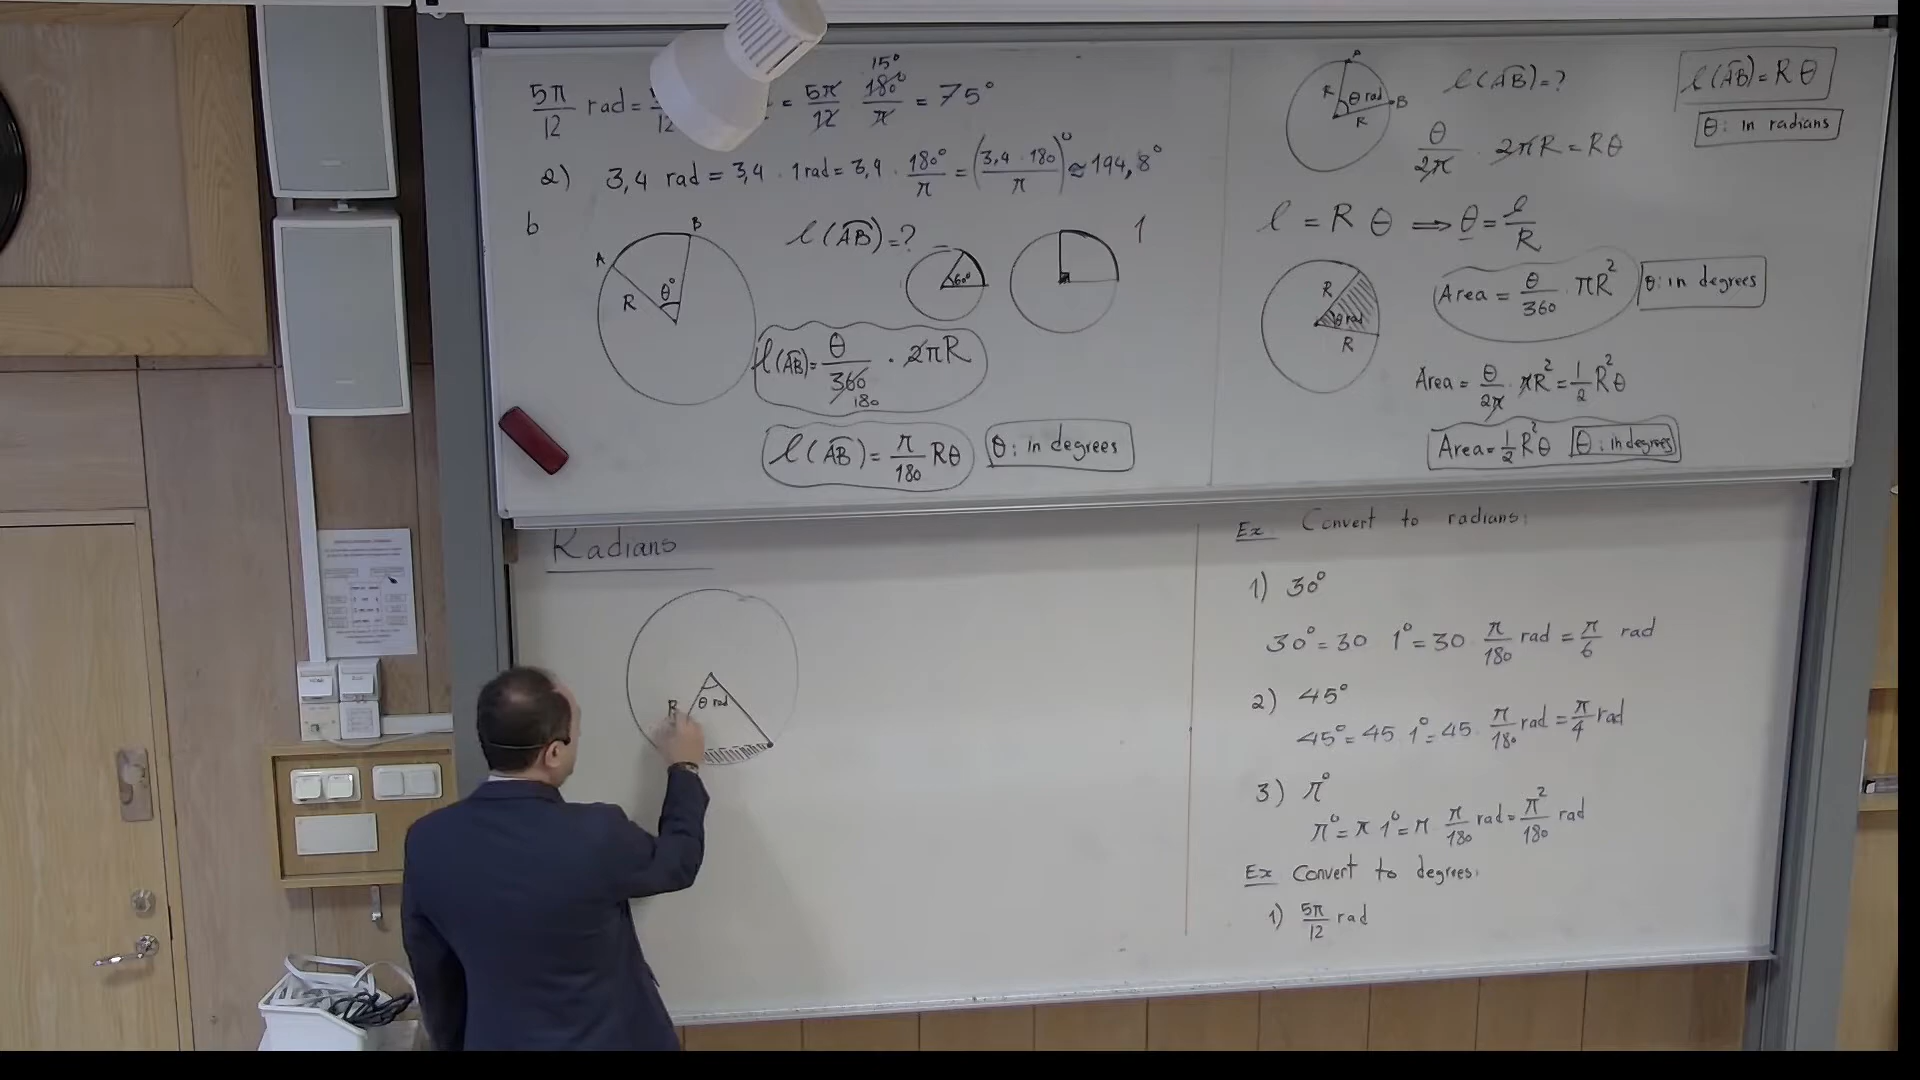 15°
5π/12 rad = = 5π/12 180°/π = 75°
2) 3,4 rad = 3,4 · 1 rad = 3,4 · 180°/π = (3,4 · 180/π)° ≈ 194,8°
b
A
B
R
θ°
l(AB) = ?
60°
1
l(AB) = θ/360 · 2πR
180
l(AB) = π/180 Rθ
θ: in degrees
R
θ rad
B
R
l(AB) = ?
l(AB) = R θ
θ: in radians
θ/2π · 2πR = Rθ
l = R θ ⟹ θ = l/R
R
θ rad
R
Area = θ/360 · πR²
θ: in degrees
Area = θ/2π · πR² = 1/2 R²θ
Area = 1/2 R²θ
θ: in degrees
Radians
R
θ rad
Ex Convert to radians:
1) 30°
30° = 30 1° = 30 · π/180 rad = π/6 rad
2) 45°
45° = 45 1° = 45 · π/180 rad = π/4 rad
3) π°
π° = π 1° = π π/180 rad = π²/180 rad
Ex Convert to degrees:
1) 5π/12 rad